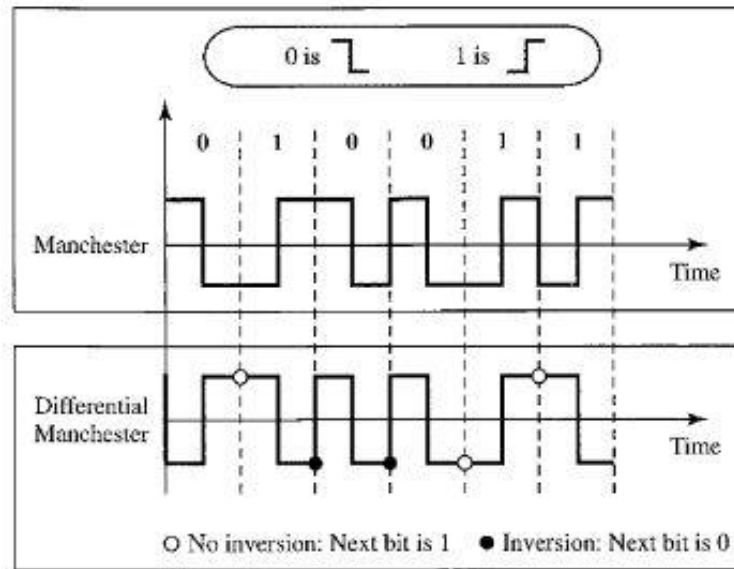 0 is 1 is
0 1 0 0 1 1
Manchester
Time
Differential
Manchester
Time
No inversion: Next bit is 1 Inversion: Next bit is 0